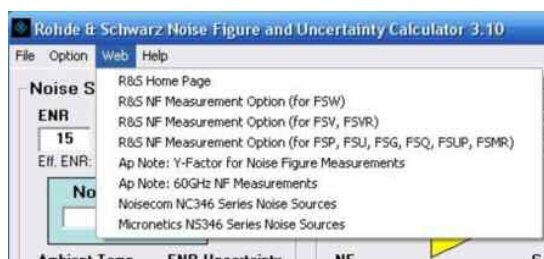 Rohde & Schwarz Noise Figure and Uncertainty Calculator 3.10
File Option Web Help
R&S Home Page
R&S NF Measurement Option (for FSW)
R&S NF Measurement Option (for FSV, FSVR)
R&S NF Measurement Option (for FSP, FSU, FSG, FSQ, FSUP, FSMR)
Ap Note: Y-Factor for Noise Figure Measurements
Ap Note: 60GHz NF Measurements
Noisecom NC346 Series Noise Sources
Micronetics NS346 Series Noise Sources
Noise S
ENR
15
Eff. ENR:
No
Ambient Temp ENR Uncertainty NF